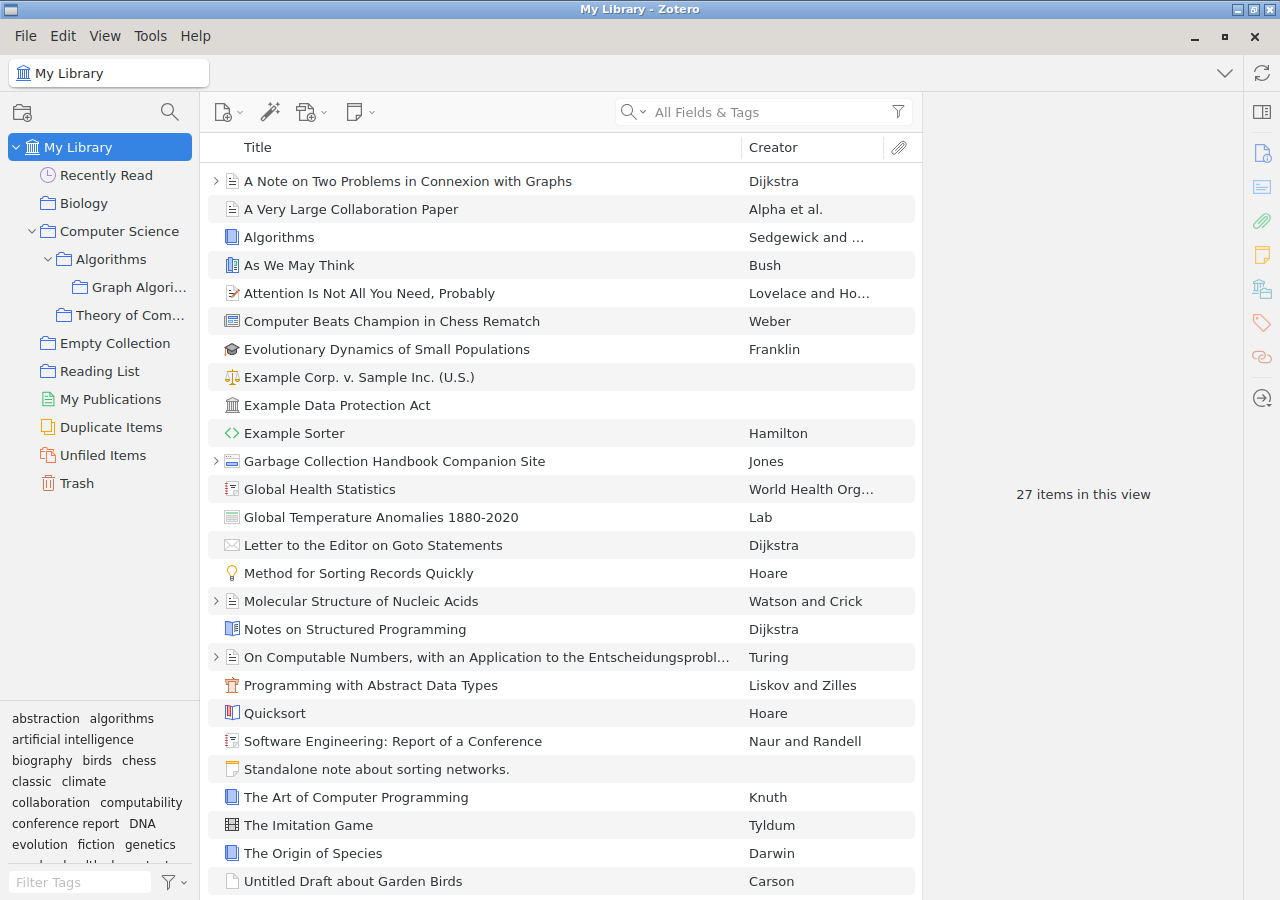 My Library - Zotero
File Edit View Tools Help
My Library
All Fields & Tags
Title Creator
My Library
Recently Read
Biology
Computer Science
Algorithms
Graph Algori...
Theory of Com...
Empty Collection
Reading List
My Publications
Duplicate Items
Unfiled Items
Trash
A Note on Two Problems in Connexion with Graphs Dijkstra
A Very Large Collaboration Paper Alpha et al.
Algorithms Sedgewick and ...
As We May Think Bush
Attention Is Not All You Need, Probably Lovelace and Ho...
Computer Beats Champion in Chess Rematch Weber
Evolutionary Dynamics of Small Populations Franklin
Example Corp. v. Sample Inc. (U.S.)
Example Data Protection Act
Example Sorter Hamilton
Garbage Collection Handbook Companion Site Jones
Global Health Statistics World Health Org...
Global Temperature Anomalies 1880-2020 Lab
Letter to the Editor on Goto Statements Dijkstra
Method for Sorting Records Quickly Hoare
Molecular Structure of Nucleic Acids Watson and Crick
Notes on Structured Programming Dijkstra
On Computable Numbers, with an Application to the Entscheidungsprobl... Turing
Programming with Abstract Data Types Liskov and Zilles
Quicksort Hoare
Software Engineering: Report of a Conference Naur and Randell
Standalone note about sorting networks.
The Art of Computer Programming Knuth
The Imitation Game Tyldum
The Origin of Species Darwin
Untitled Draft about Garden Birds Carson
27 items in this view
abstraction algorithms
artificial intelligence
biography birds chess
classic climate
collaboration computability
conference report DNA
evolution fiction genetics
Filter Tags